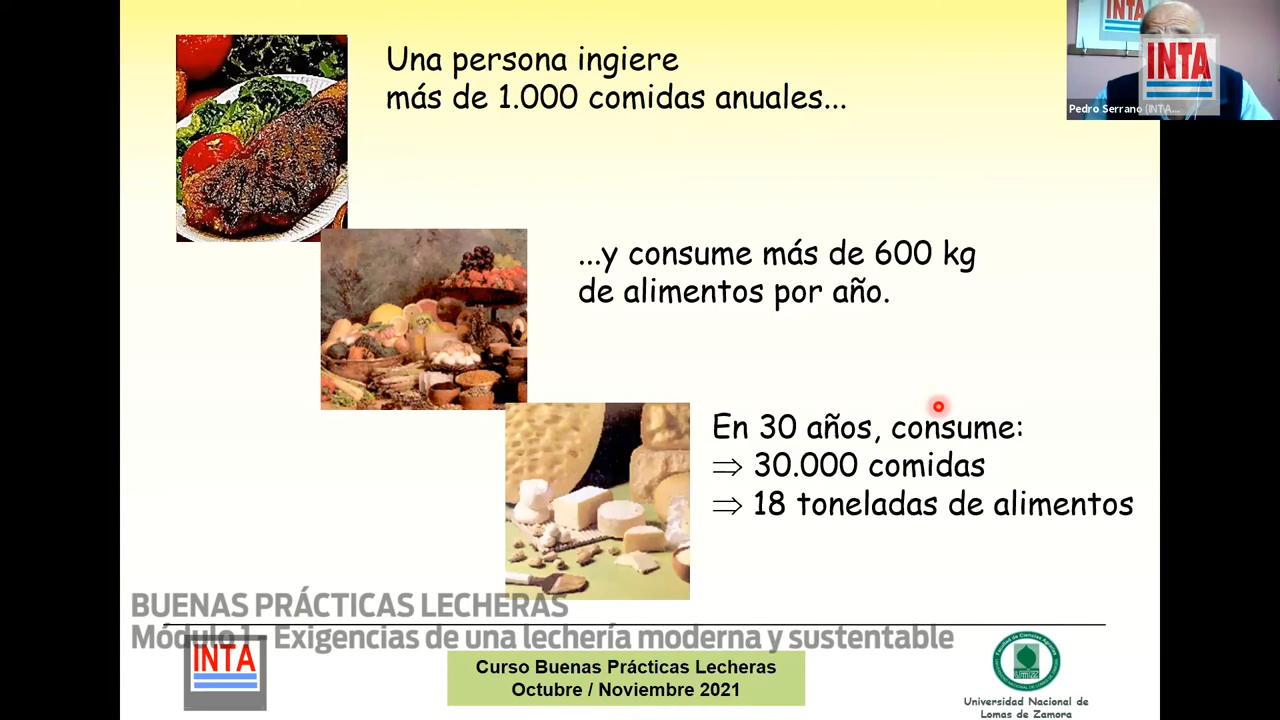 INTA
INTA
Pedro Serrano (INTA...
Una persona ingiere
más de 1.000 comidas anuales...
...y consume más de 600 kg
de alimentos por año.
En 30 años, consume:
⇒ 30.000 comidas
⇒ 18 toneladas de alimentos
BUENAS PRÁCTICAS LECHERAS
Módulo 1 - Exigencias de una lechería moderna y sustentable
INTA
Curso Buenas Prácticas Lecheras
Octubre / Noviembre 2021
Universidad Nacional de
Lomas de Zamora